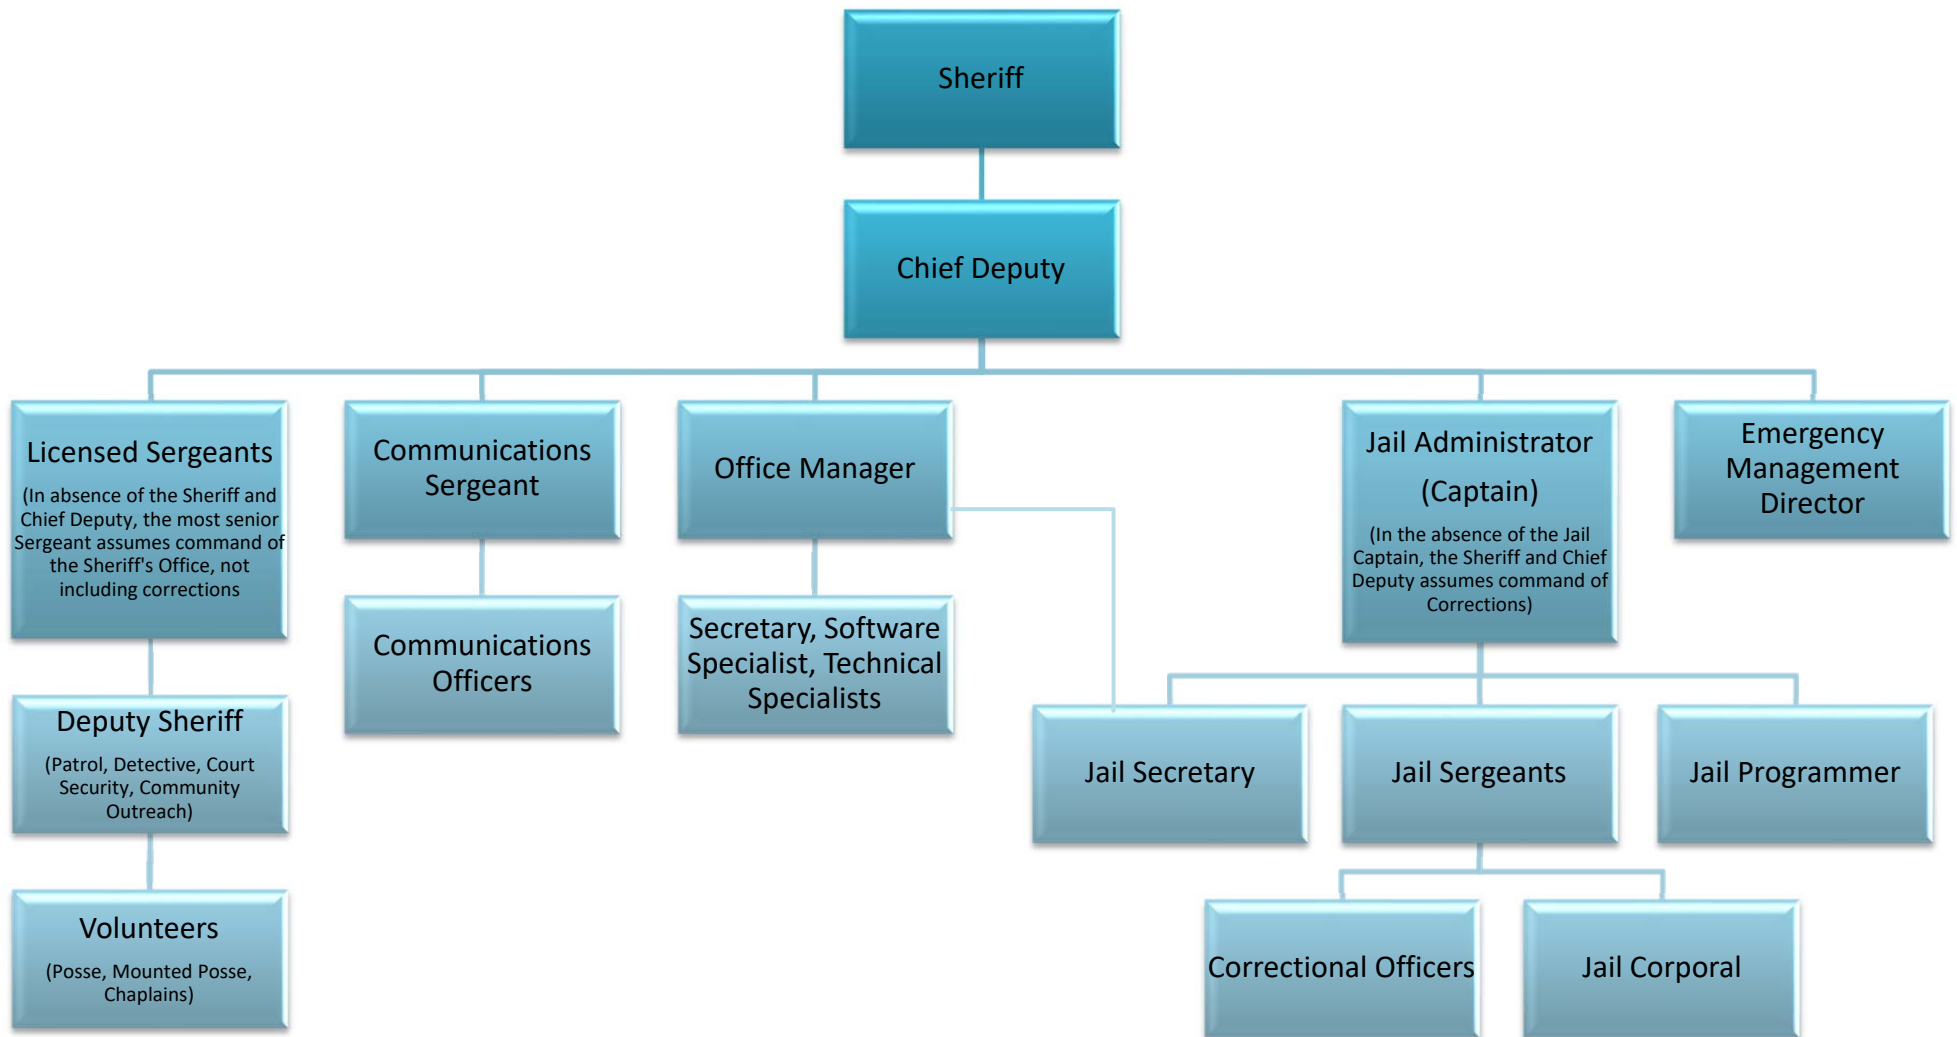 Sheriff
Chief Deputy
Licensed Sergeants
(In absence of the Sheriff and
Chief Deputy, the most senior
Sergeant assumes command of
the Sheriff's Office, not
including corrections
Communications
Sergeant
Office Manager
Jail Administrator
(Captain)
(In the absence of the Jail
Captain, the Sheriff and Chief
Deputy assumes command of
Corrections)
Emergency
Management
Director
Communications
Officers
Secretary, Software
Specialist, Technical
Specialists
Deputy Sheriff
(Patrol, Detective, Court
Security, Community
Outreach)
Jail Secretary
Jail Sergeants
Jail Programmer
Volunteers
(Posse, Mounted Posse,
Chaplains)
Correctional Officers
Jail Corporal